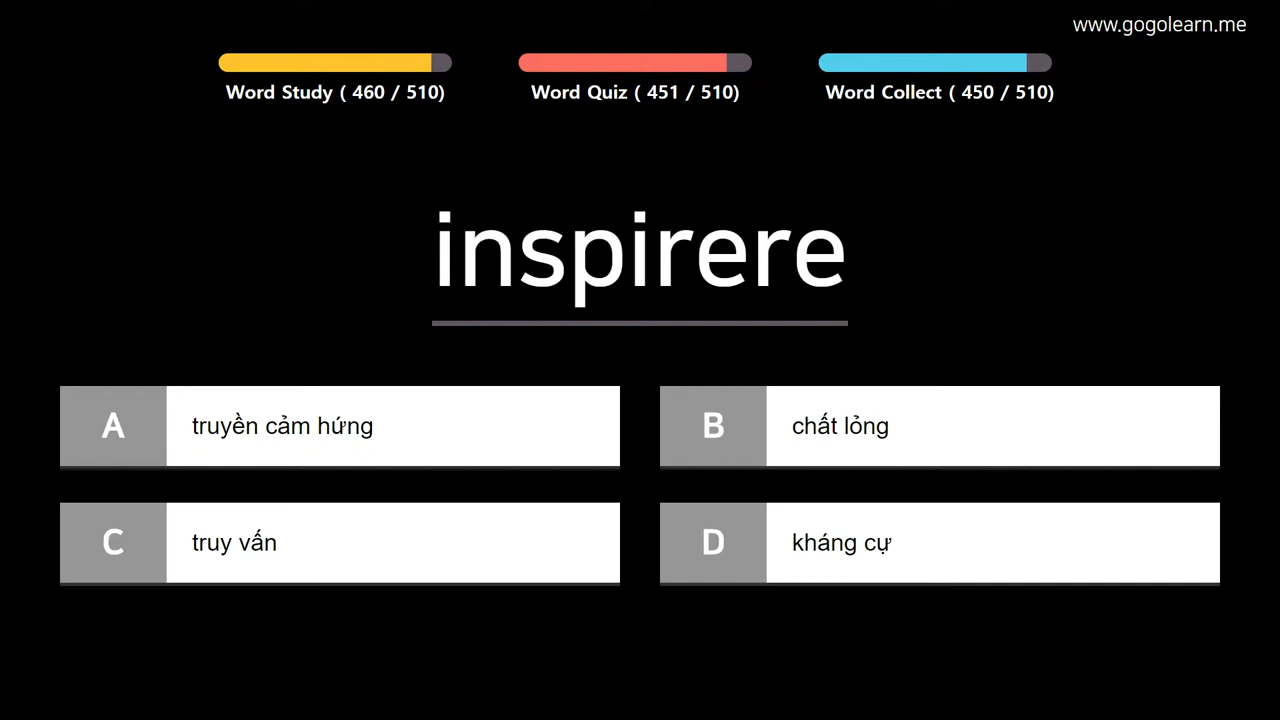 www.gogolearn.me
Word Study ( 460 / 510)
Word Quiz ( 451 / 510)
Word Collect ( 450 / 510)
inspirere
A truyền cảm hứng
B chất lỏng
C truy vấn
D kháng cự